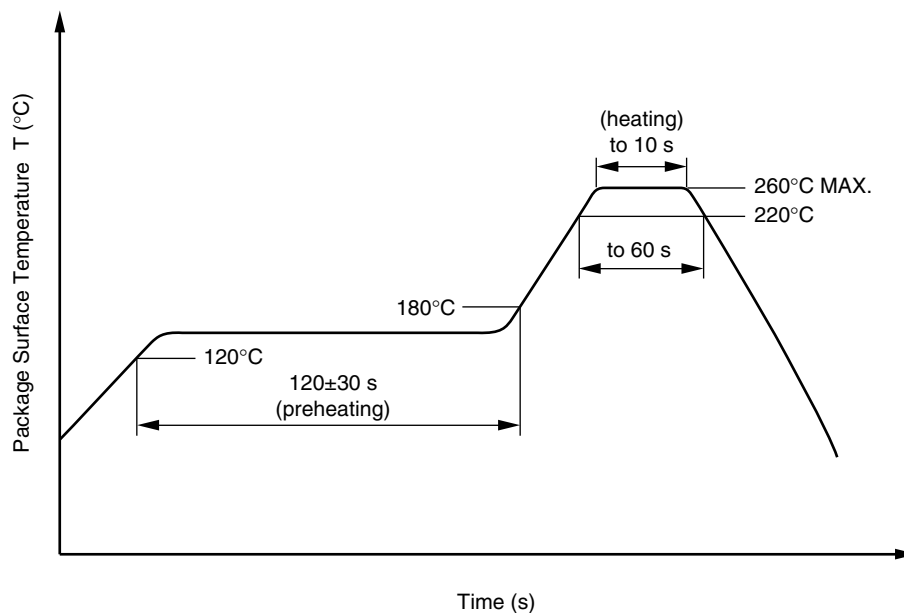 Package Surface Temperature T (°C)
(heating)
to 10 s
260°C MAX.
220°C
to 60 s
180°C
120°C
120±30 s
(preheating)
Time (s)